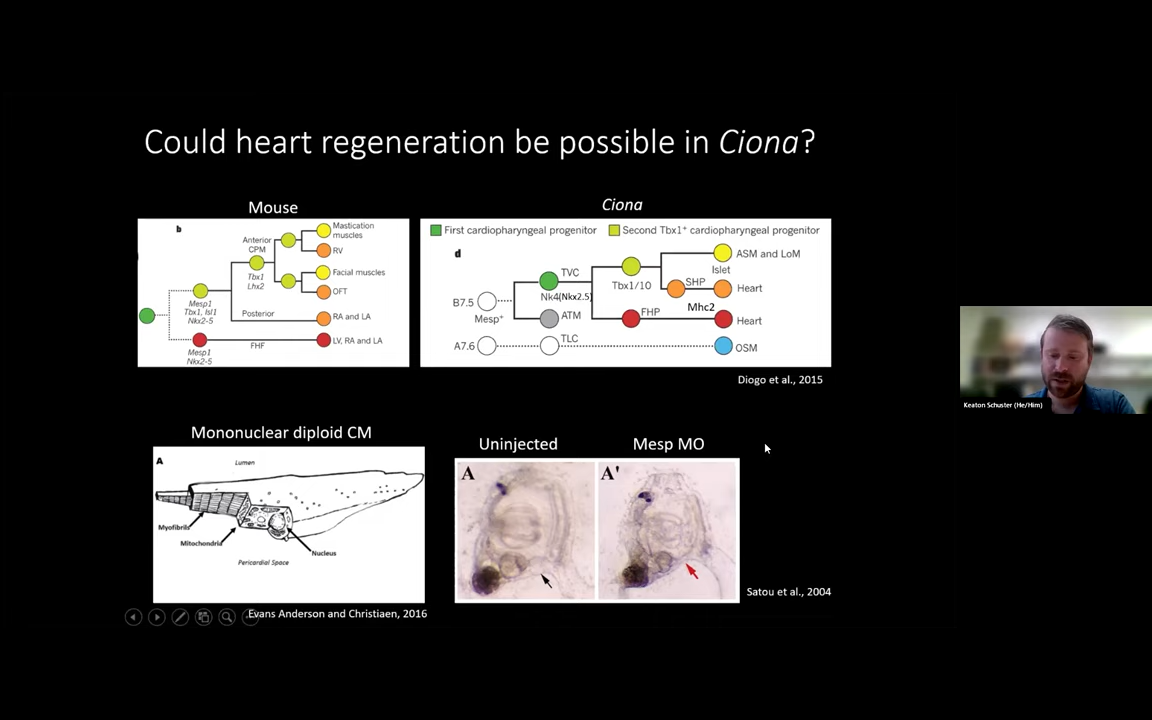 Could heart regeneration be possible in Ciona?
Mouse
Ciona
b
Anterior
CPM
Mastication
muscles
RV
Tbx1
Lhx2
Facial muscles
OFT
Mesp1
Tbx1, Isl1
Nkx2-5
Posterior
RA and LA
FHF
LV, RA and LA
Mesp1
Nkx2-5
First cardiopharyngeal progenitor
Second Tbx1+ cardiopharyngeal progenitor
d
TVC
ASM and LoM
Islet
Tbx1/10
SHP
Heart
B7.5
Nk4(Nkx2.5)
Mesp+
ATM
FHP
Mhc2
Heart
A7.6
TLC
OSM
Diogo et al., 2015
Keaton Schuster (He/Him)
Mononuclear diploid CM
Uninjected
Mesp MO
A
Lumen
Myofibrils
Mitochondria
Nucleus
Pericardial Space
A
A'
Satou et al., 2004
Evans Anderson and Christiaen, 2016